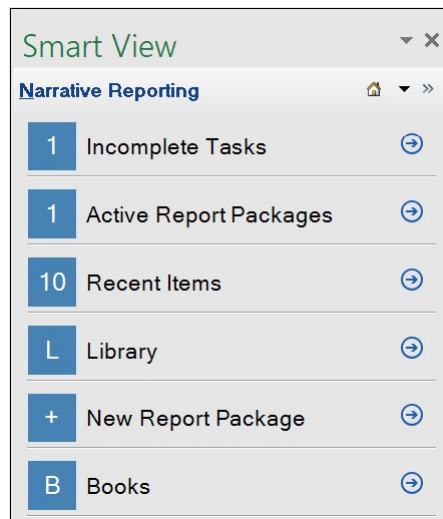 Smart View
Narrative Reporting
1 Incomplete Tasks
1 Active Report Packages
10 Recent Items
L Library
+ New Report Package
B Books